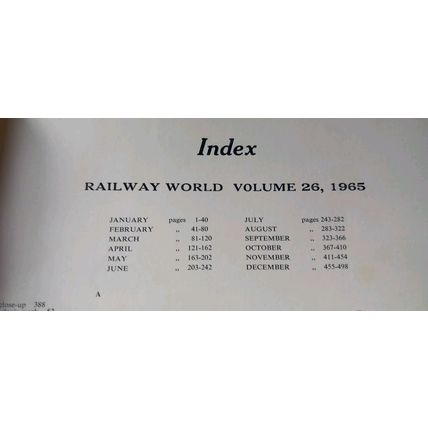 Index
RAILWAY WORLD VOLUME 26, 1965
JANUARY pages 1-40 JULY pages 243-282
FEBRUARY ,, 41-80 AUGUST ,, 283-322
MARCH ,, 81-120 SEPTEMBER ,, 323-366
APRIL ,, 121-162 OCTOBER ,, 367-410
MAY ,, 163-202 NOVEMBER ,, 411-454
JUNE ,, 203-242 DECEMBER ,, 455-498
A
close-up 388